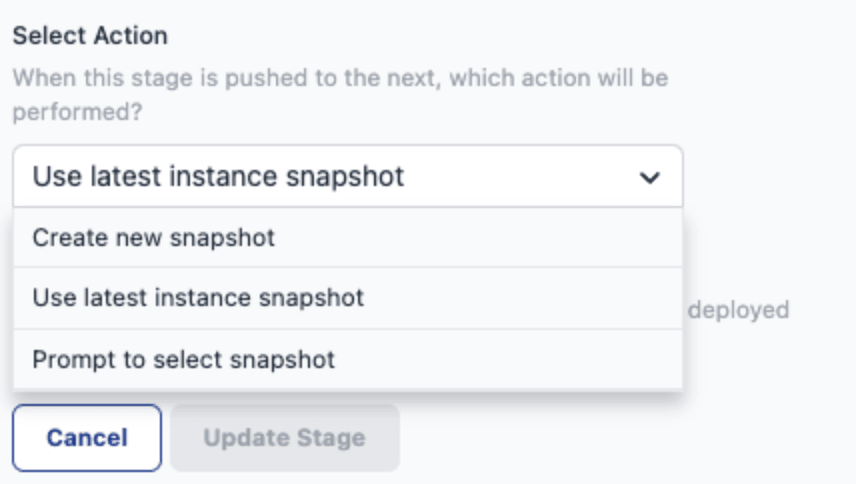 Select Action
When this stage is pushed to the next, which action will be
performed?
Use latest instance snapshot
Create new snapshot
Use latest instance snapshot
deployed
Prompt to select snapshot
Cancel
Update Stage